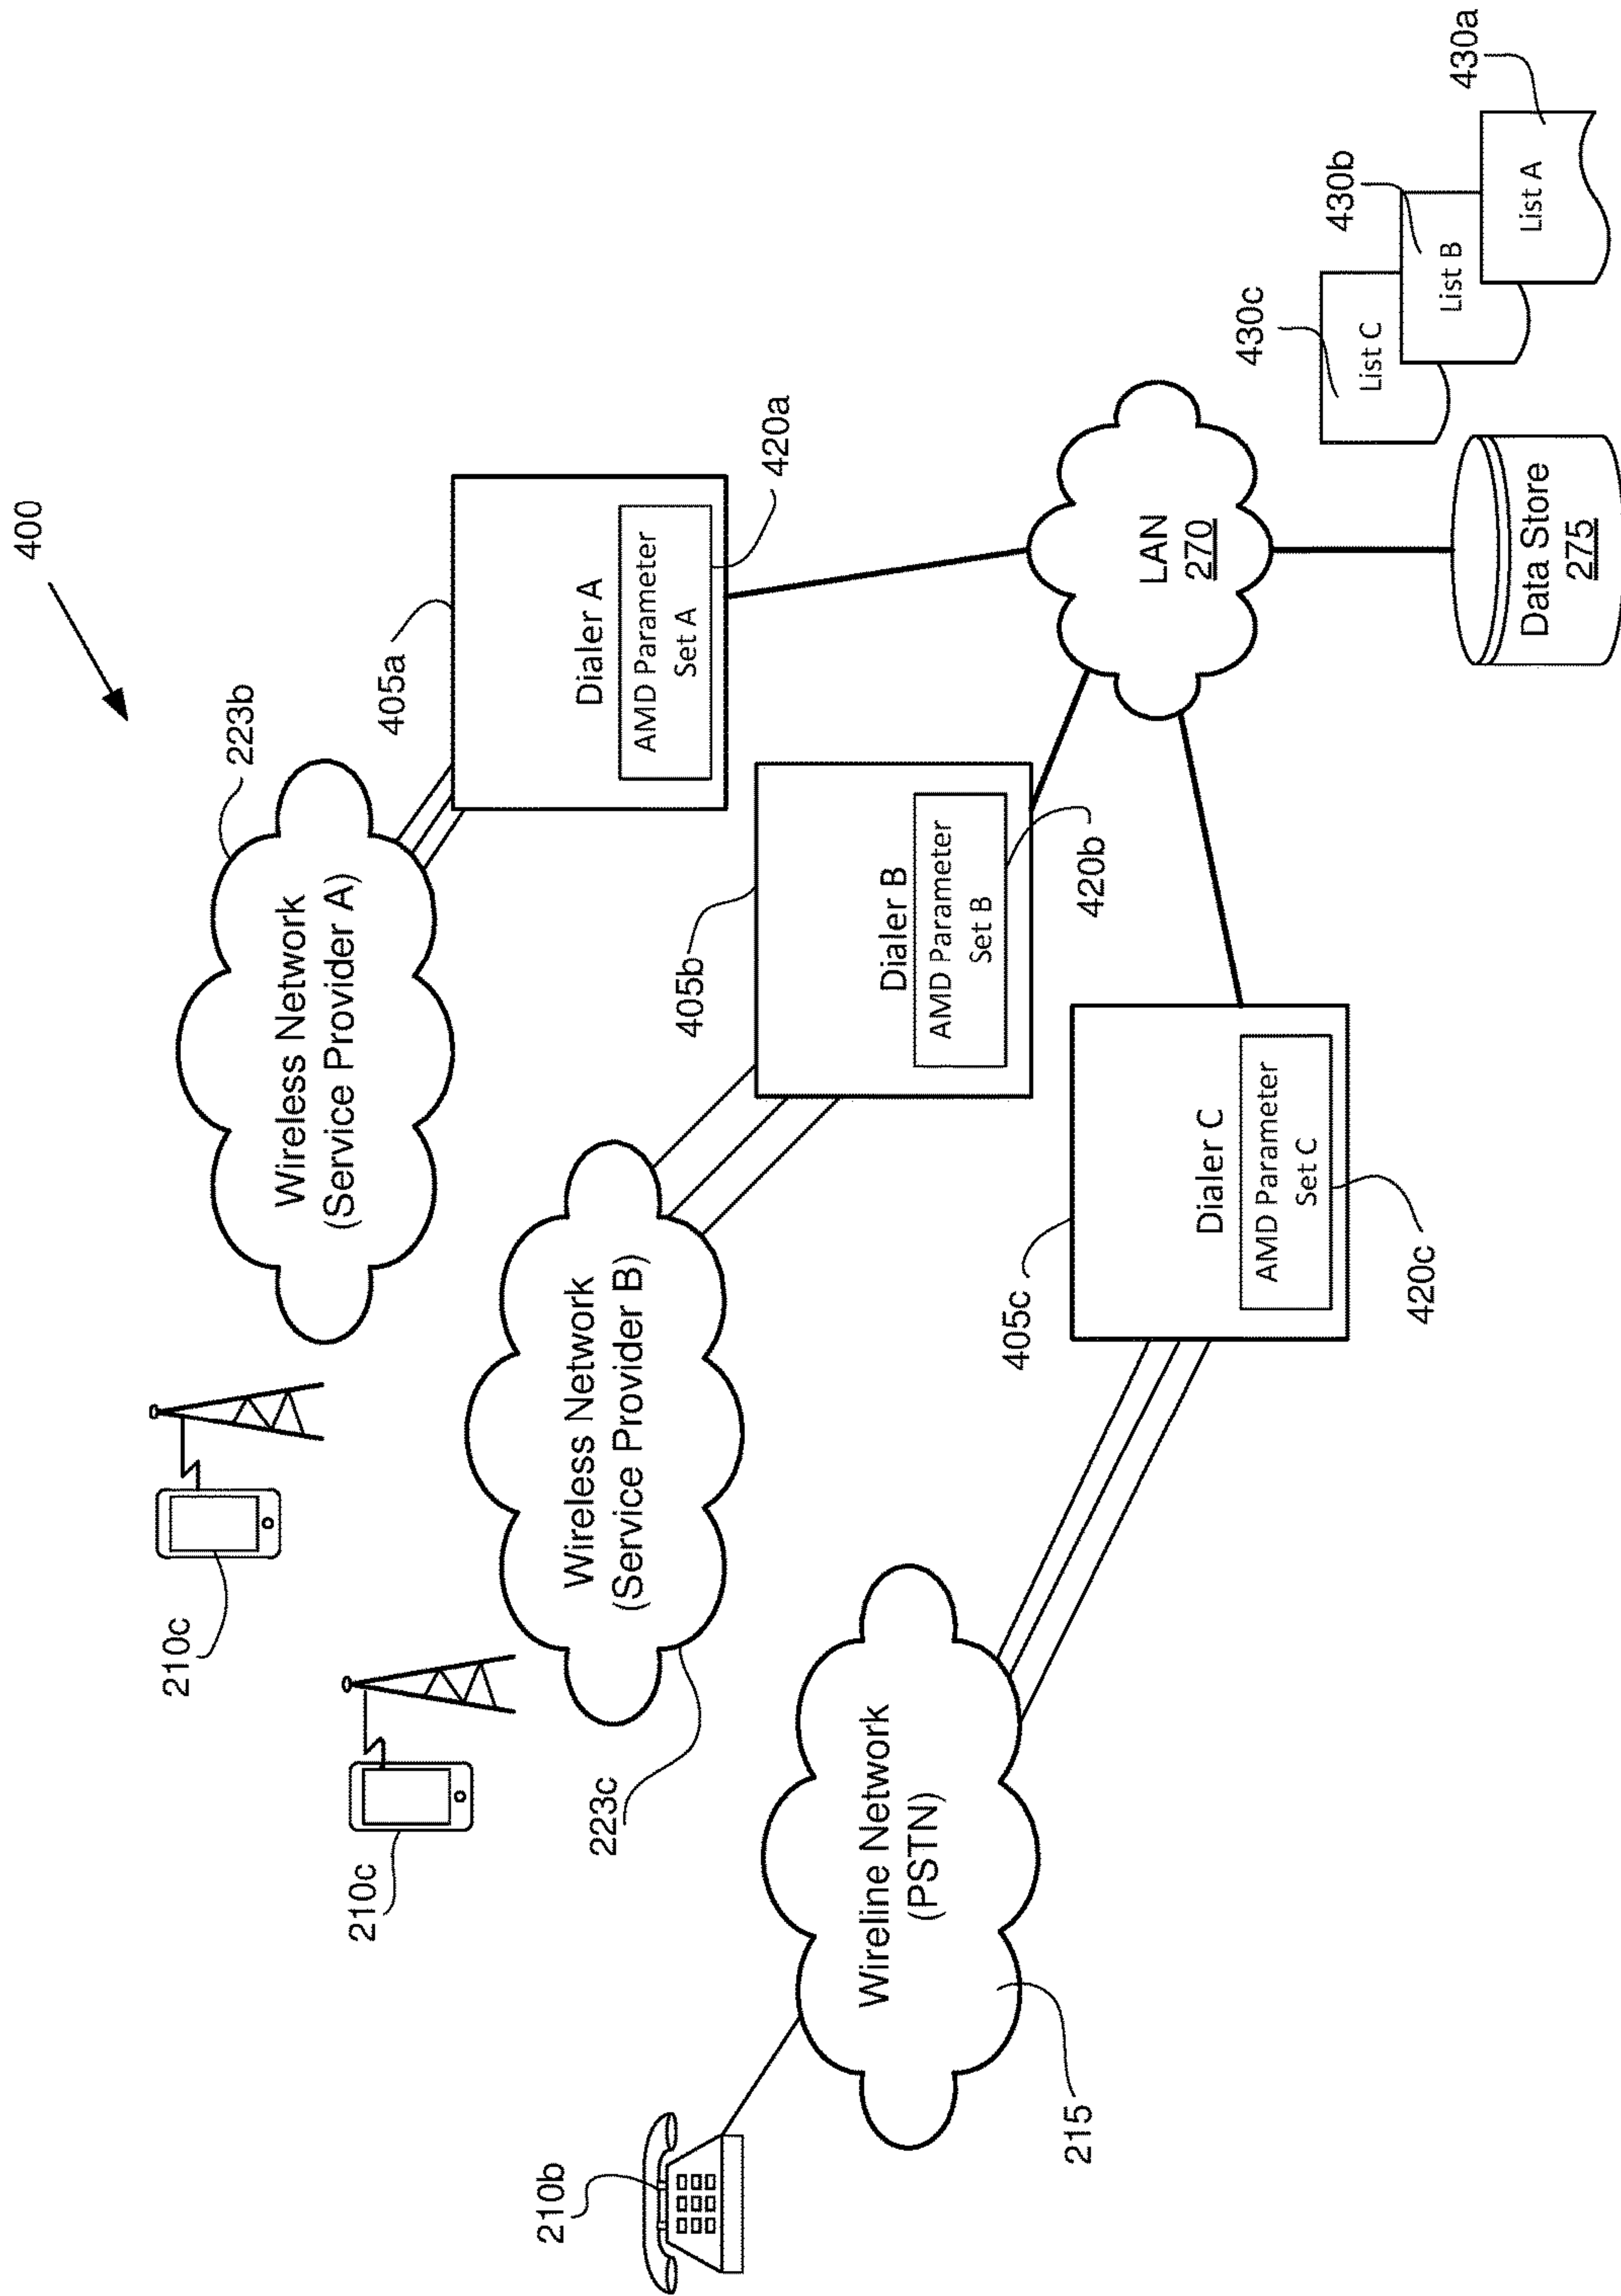 400
223b
Wireless Network
(Service Provider A)
405a
Dialer A
AMD Parameter
Set A
420a
210c
Wireless Network
(Service Provider B)
223c
405b
Dialer B
AMD Parameter
Set B
420b
210c
LAN
270
430c
List C
430b
List B
430a
List A
210b
Wireline Network
(PSTN)
215
405c
Dialer C
AMD Parameter
Set C
420c
Data Store
275